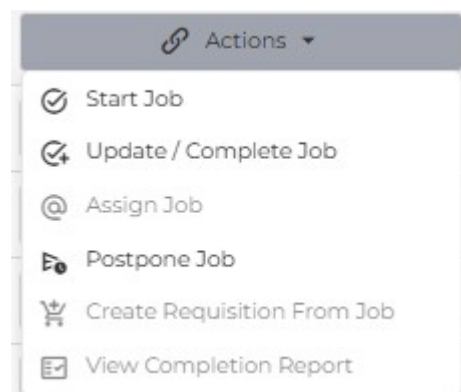 Actions
Start Job
Update / Complete Job
Assign Job
Postpone Job
Create Requisition From Job
View Completion Report